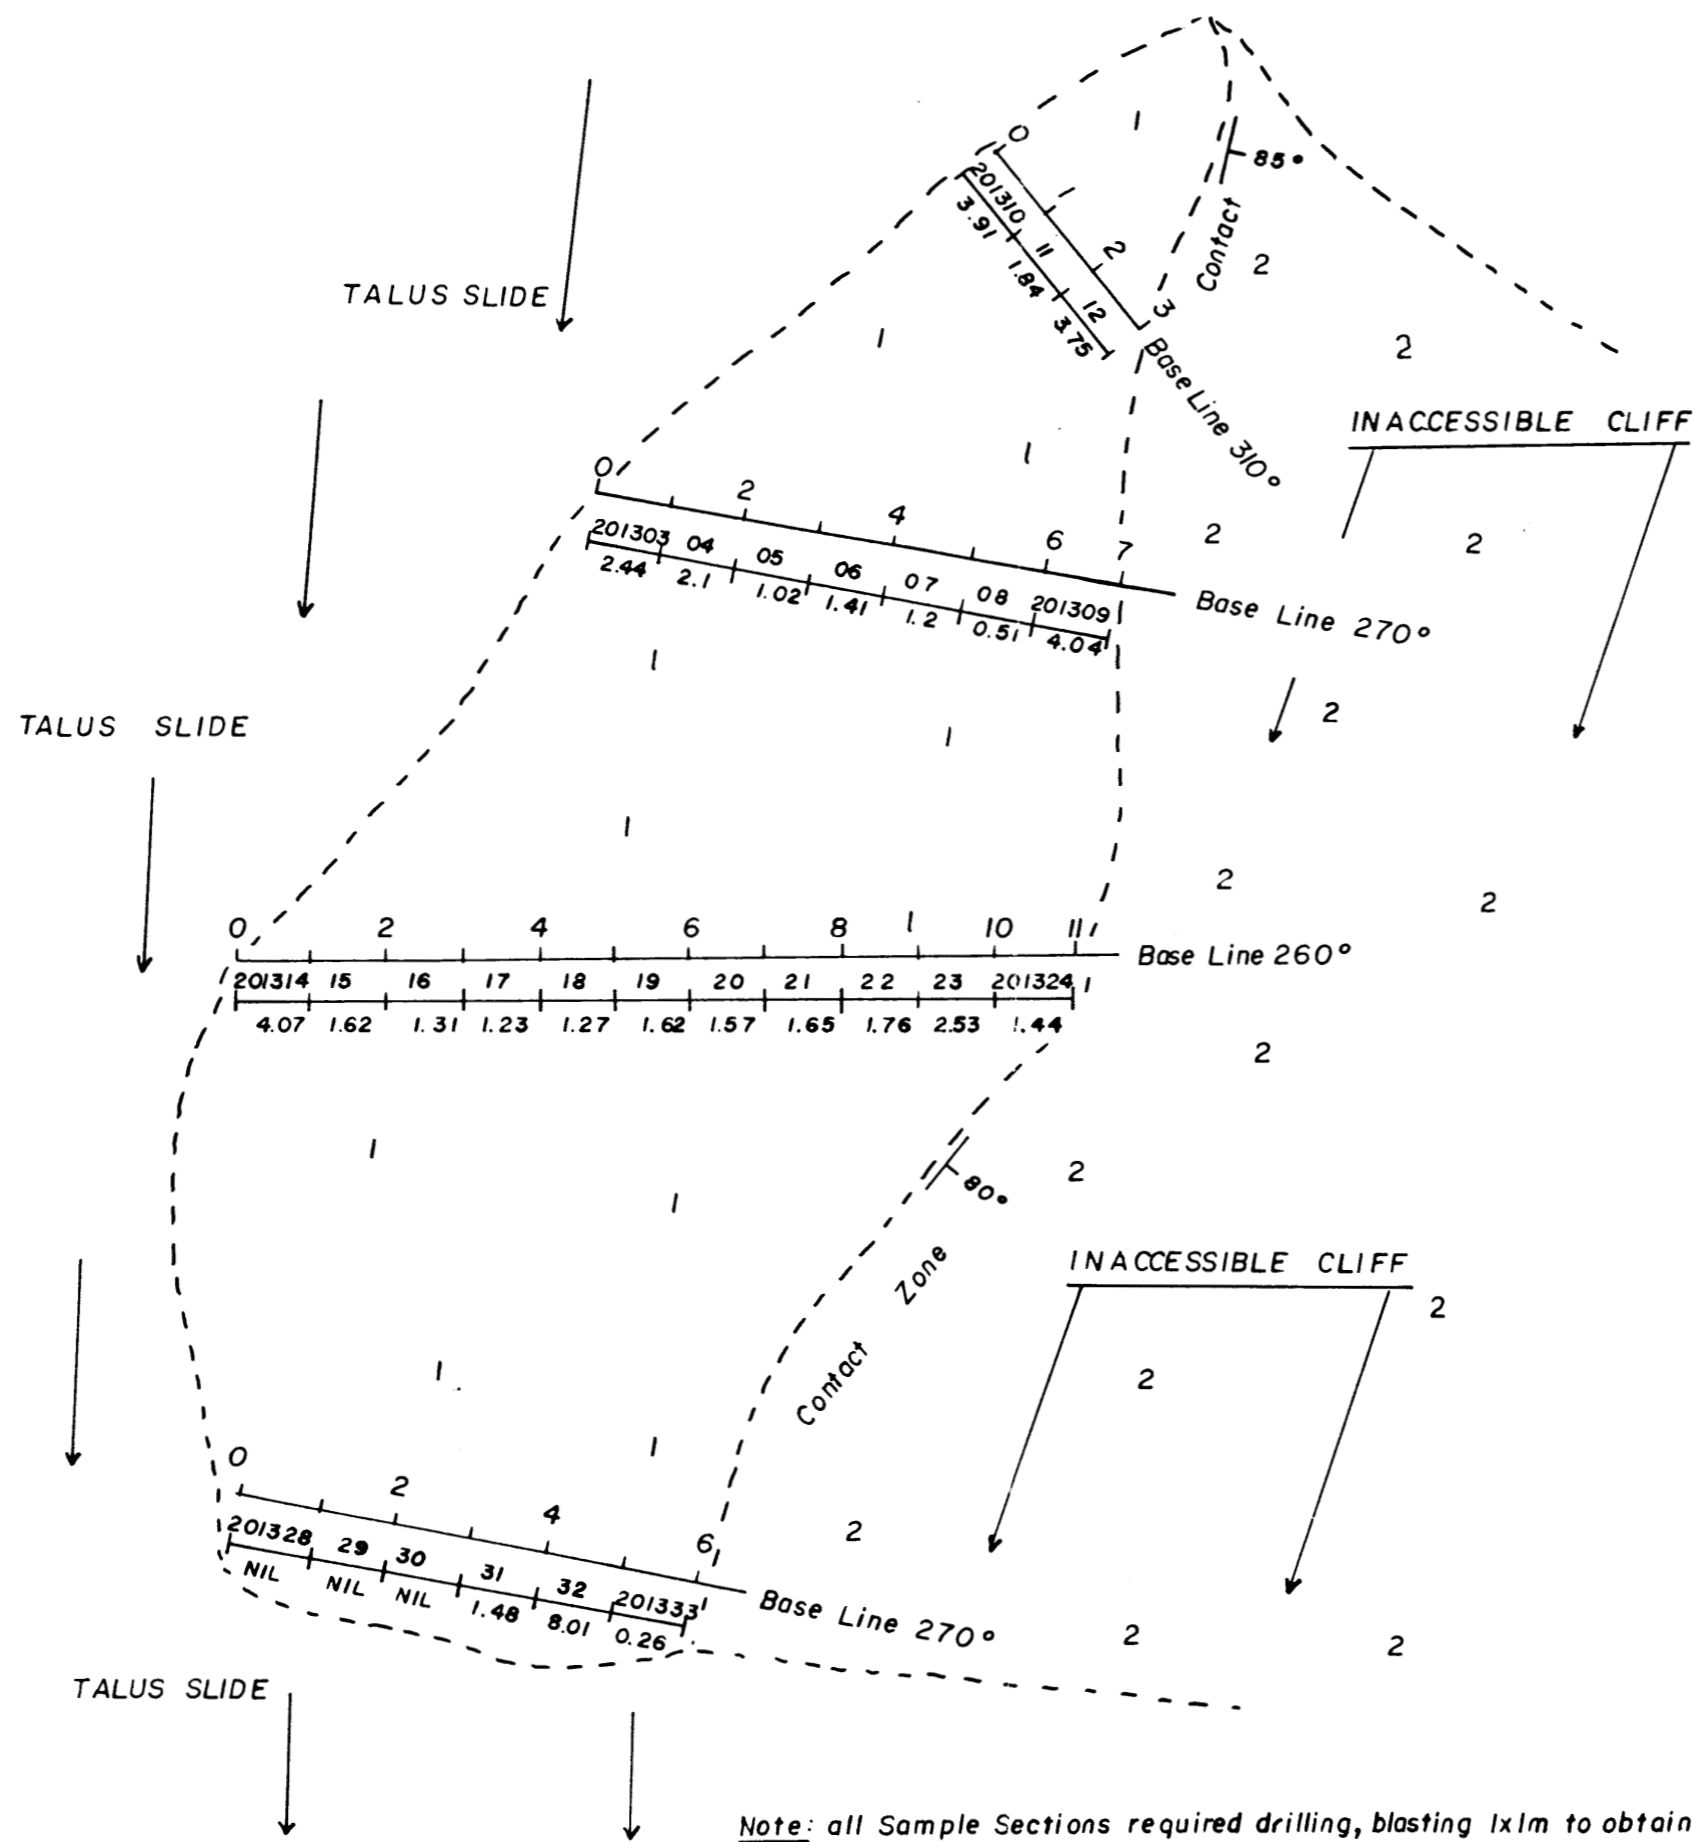 1
85°
0
1
2
3
201310 11 12
3.91 1.84 3.75
Contact
2
TALUS SLIDE
1
2
Base Line 310°
INACCESSIBLE CLIFF
1
0 2 4 6 7
2
2
201303 04 05 06 07 08 201309
2.44 2.1 1.02 1.41 1.2 0.51 4.04
Base Line 270°
1
TALUS SLIDE
2
1
1
2
2
0 2 4 6 8 1 10 11
Base Line 260°
201314 15 16 17 18 19 20 21 22 23 201324
4.07 1.62 1.31 1.23 1.27 1.62 1.57 1.65 1.76 2.53 1.44
2
1
2
80°
1
Contact Zone
INACCESSIBLE CLIFF
2
1
2
1
0 2 4 6
2
201328 29 30 31 32 201333
NIL NIL NIL 1.48 8.01 0.26
Base Line 270°
2
2
TALUS SLIDE
Note: all Sample Sections required drilling, blasting 1x1m to obtain